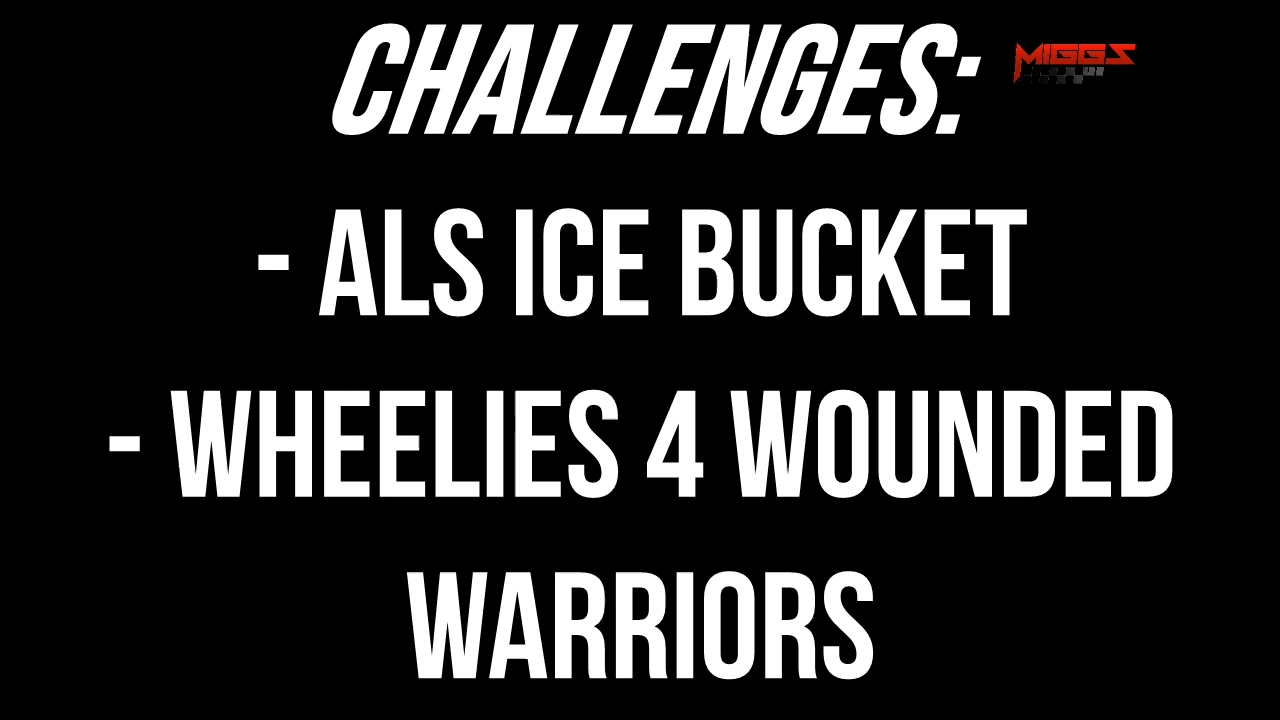 CHALLENGES:
MIGGS
- ALS ICE BUCKET
- WHEELIES 4 WOUNDED
WARRIORS